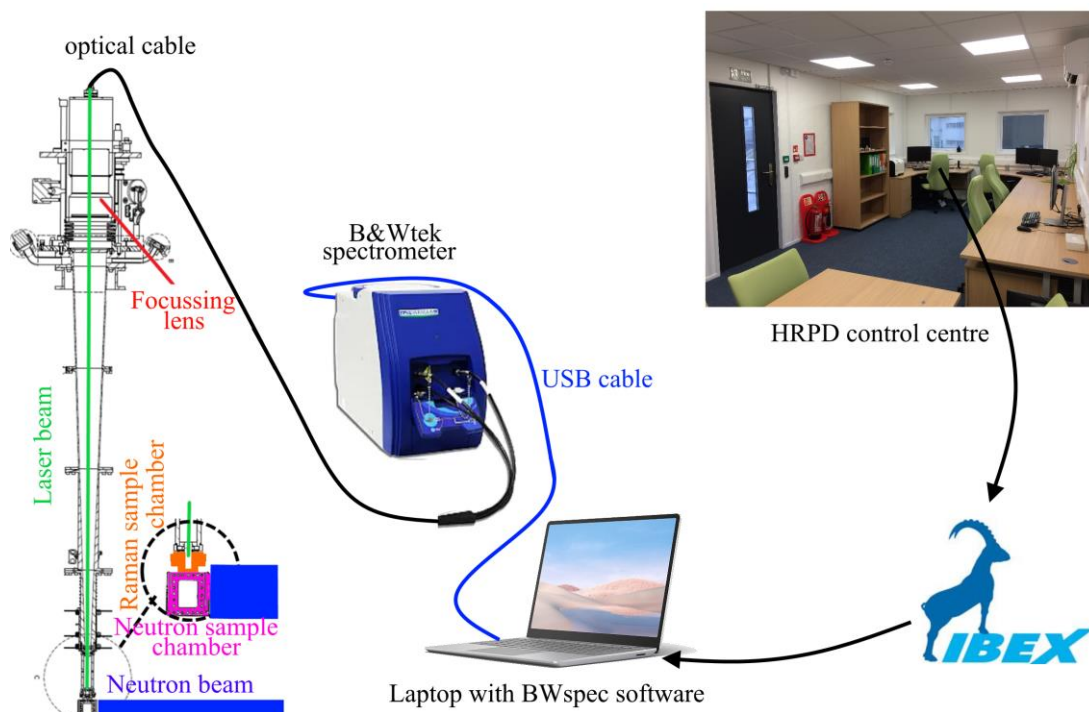 optical cable
B&Wtek
spectrometer
Focussing
lens
HRPD control centre
USB cable
Laser beam
Raman sample
chamber
Neutron sample
chamber
Neutron beam
IBEX
Laptop with BWspec software